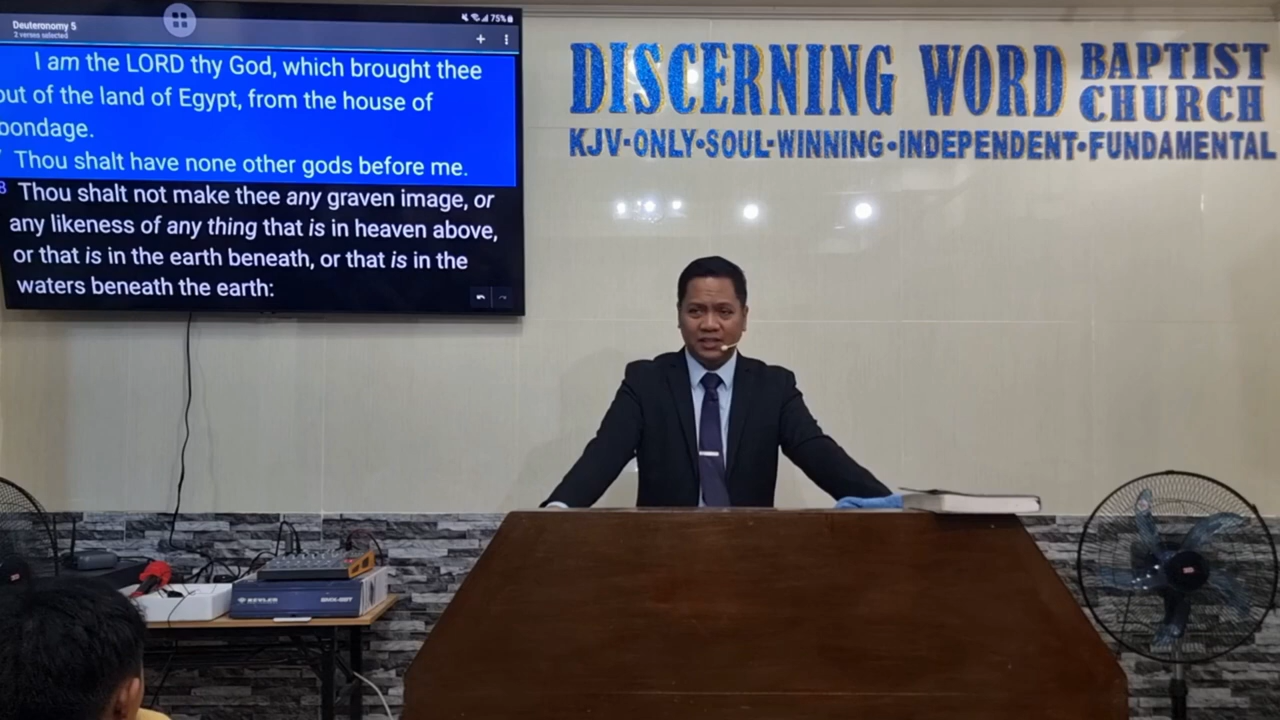 75%
Deuteronomy 5
2 verses selected
I am the LORD thy God, which brought thee
out of the land of Egypt, from the house of
bondage.
Thou shalt have none other gods before me.
8 Thou shalt not make thee any graven image, or
any likeness of any thing that is in heaven above,
or that is in the earth beneath, or that is in the
waters beneath the earth:
DISCERNING WORD BAPTIST
CHURCH
KJV-ONLY•SOUL-WINNING•INDEPENDENT•FUNDAMENTAL
KEVLER